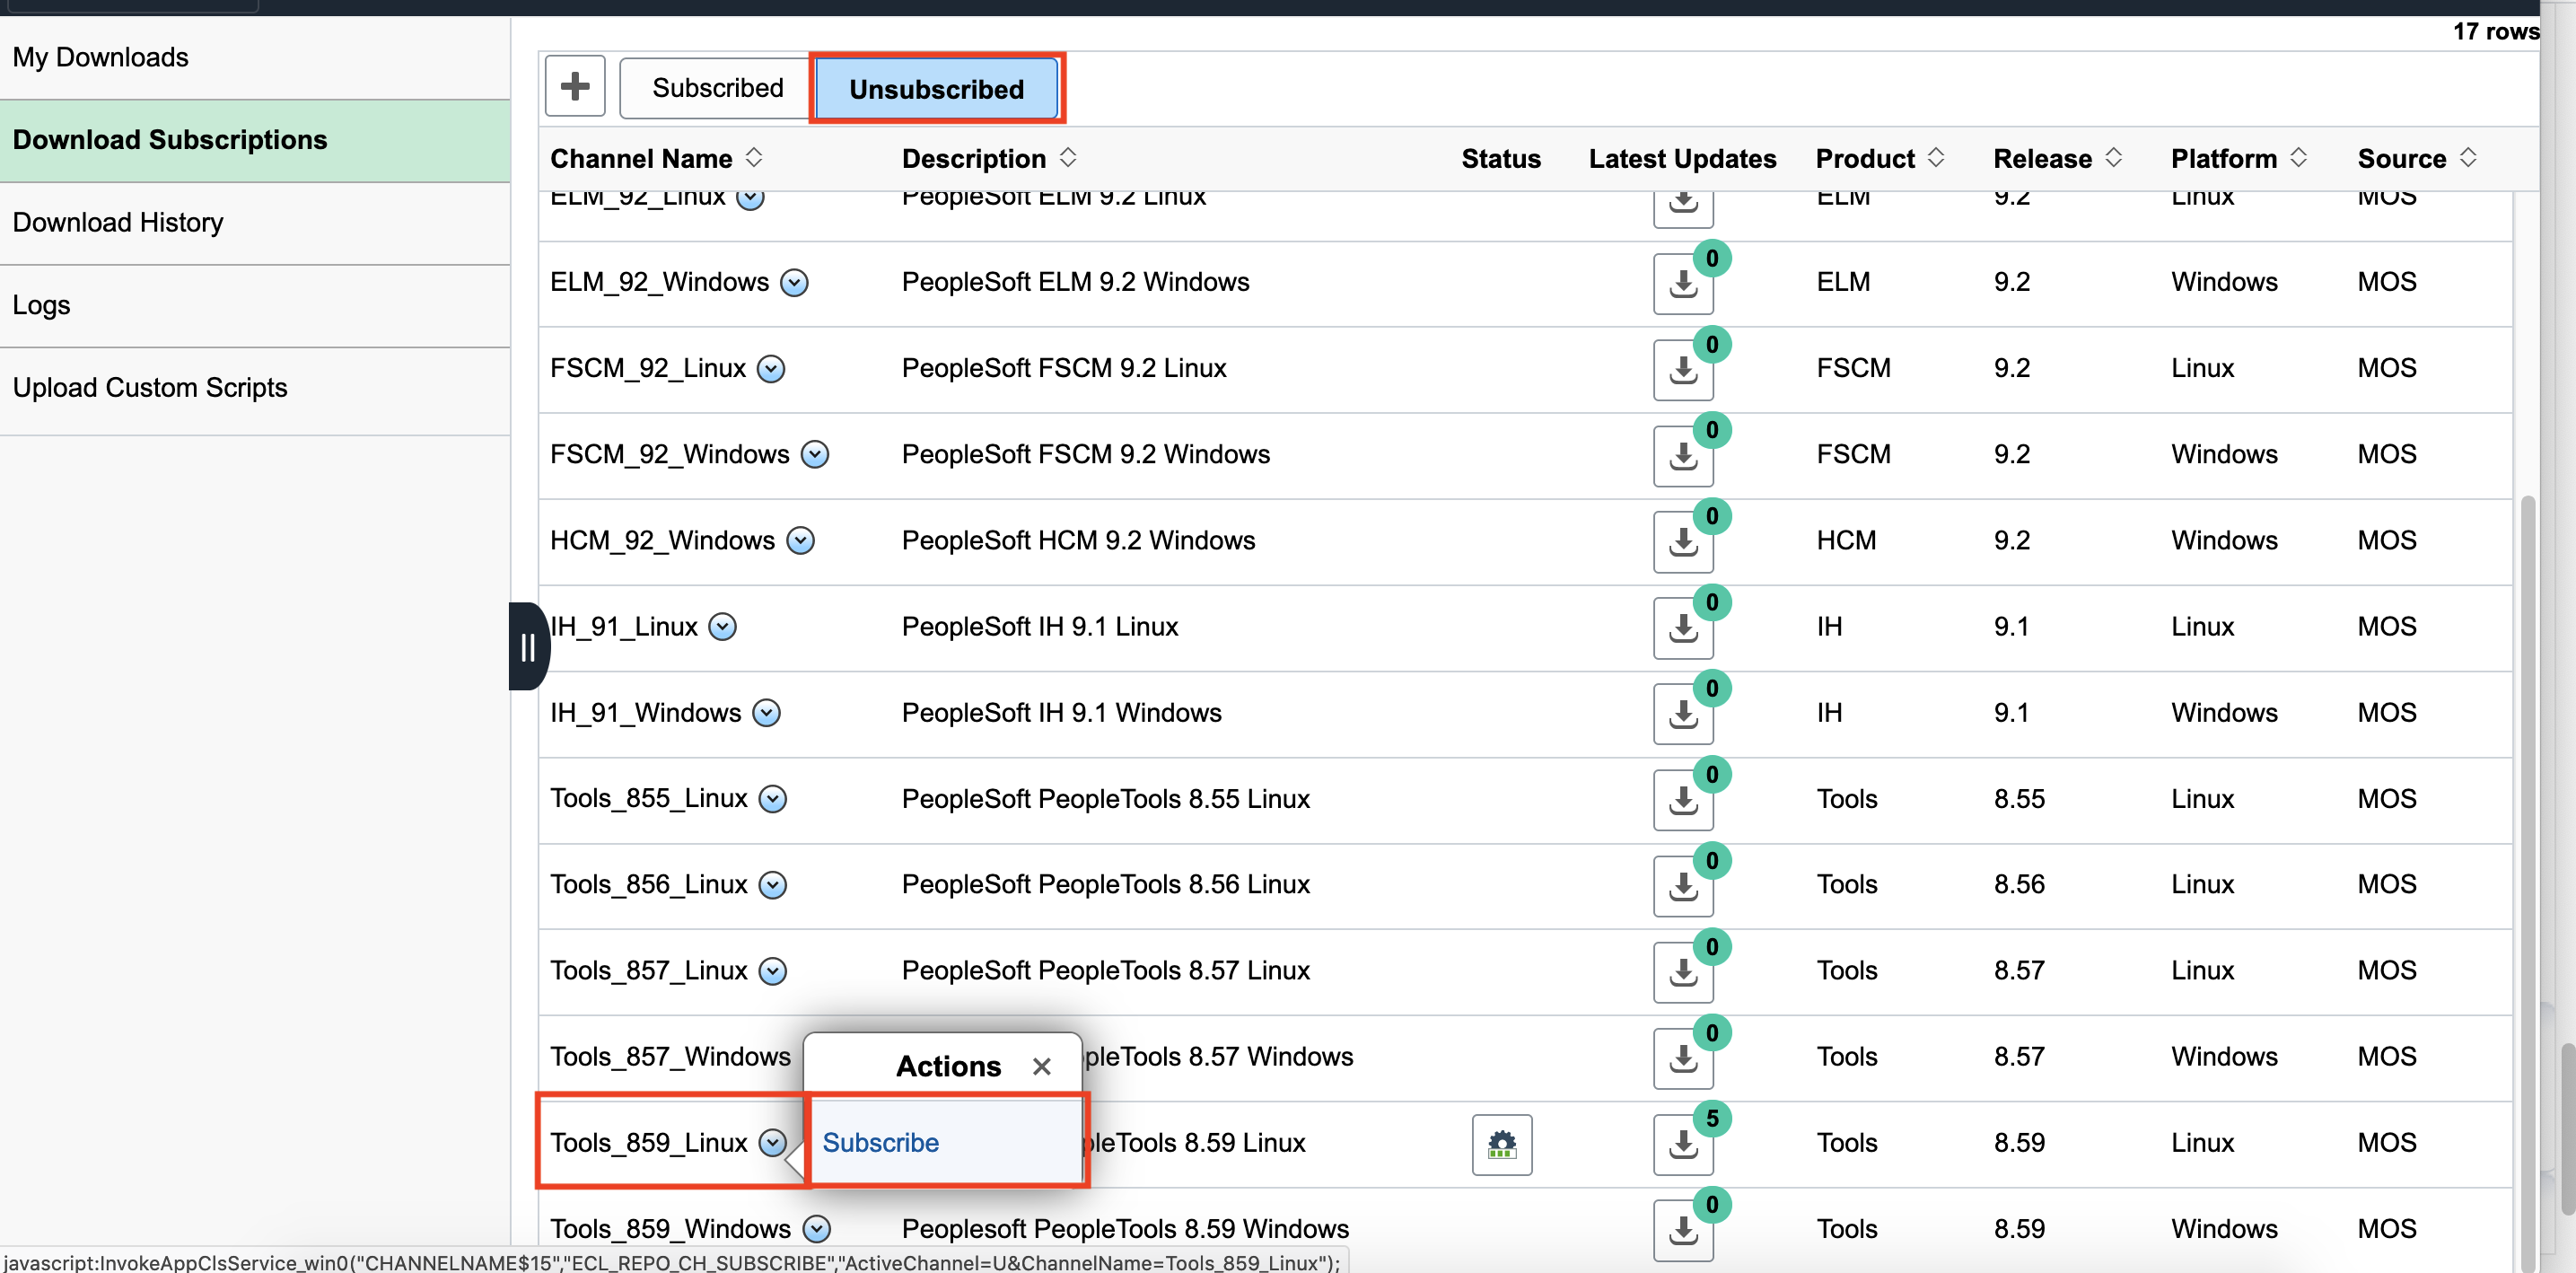 17 rows
My Downloads
Download Subscriptions
Download History
Logs
Upload Custom Scripts
Subscribed Unsubscribed
Channel Name Description Status Latest Updates Product Release Platform Source
ELM_92_Linux PeopleSoft ELM 9.2 Linux ELM 9.2 Linux MOS
ELM_92_Windows PeopleSoft ELM 9.2 Windows 0 ELM 9.2 Windows MOS
FSCM_92_Linux PeopleSoft FSCM 9.2 Linux 0 FSCM 9.2 Linux MOS
FSCM_92_Windows PeopleSoft FSCM 9.2 Windows 0 FSCM 9.2 Windows MOS
HCM_92_Windows PeopleSoft HCM 9.2 Windows 0 HCM 9.2 Windows MOS
IH_91_Linux PeopleSoft IH 9.1 Linux 0 IH 9.1 Linux MOS
IH_91_Windows PeopleSoft IH 9.1 Windows 0 IH 9.1 Windows MOS
Tools_855_Linux PeopleSoft PeopleTools 8.55 Linux 0 Tools 8.55 Linux MOS
Tools_856_Linux PeopleSoft PeopleTools 8.56 Linux 0 Tools 8.56 Linux MOS
Tools_857_Linux PeopleSoft PeopleTools 8.57 Linux 0 Tools 8.57 Linux MOS
Tools_857_Windows pleTools 8.57 Windows 0 Tools 8.57 Windows MOS
Actions
Tools_859_Linux Subscribe pleTools 8.59 Linux 5 Tools 8.59 Linux MOS
Tools_859_Windows Peoplesoft PeopleTools 8.59 Windows 0 Tools 8.59 Windows MOS
javascript:InvokeAppClsService_win0("CHANNELNAME$15","ECL_REPO_CH_SUBSCRIBE","ActiveChannel=U&ChannelName=Tools_859_Linux");